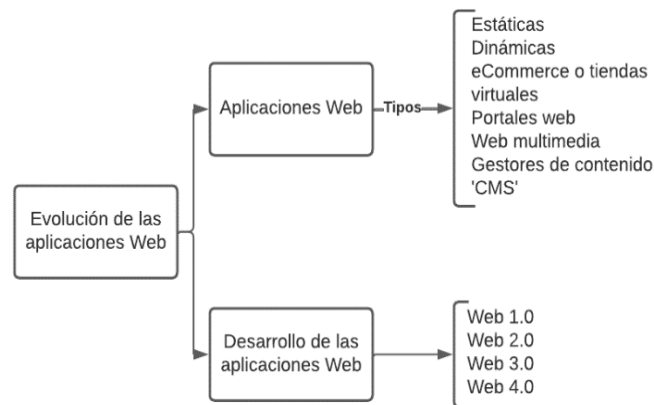 Evolución de las
aplicaciones Web
Aplicaciones Web
Tipos
Estáticas
Dinámicas
eCommerce o tiendas
virtuales
Portales web
Web multimedia
Gestores de contenido
'CMS'
Desarrollo de las
aplicaciones Web
Web 1.0
Web 2.0
Web 3.0
Web 4.0